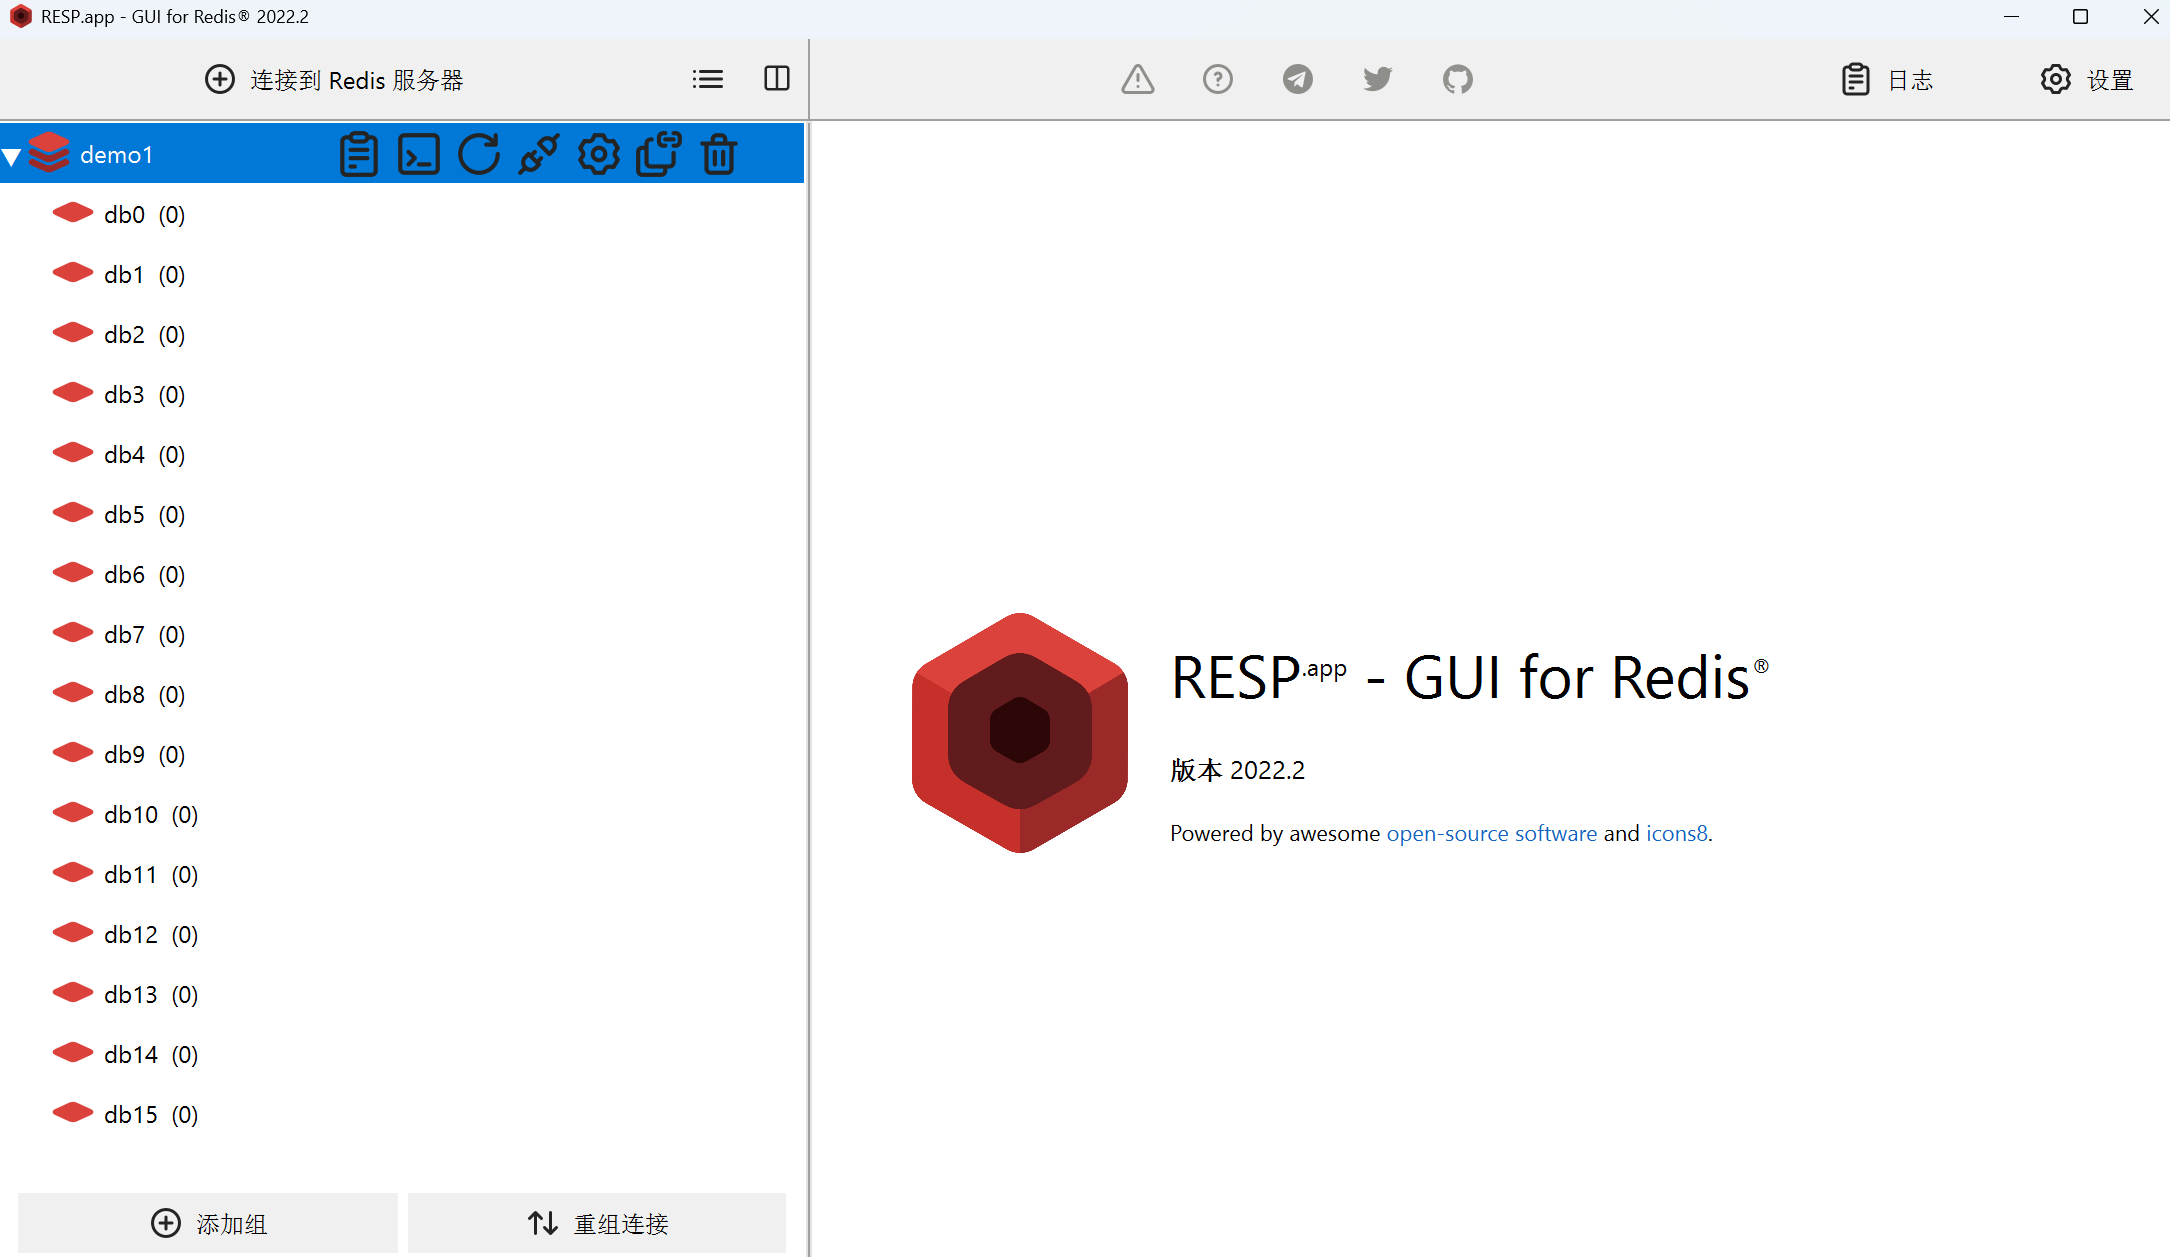 RESP.app - GUI for Redis® 2022.2
连接到 Redis 服务器
日志
设置
demo1
db0 (0)
db1 (0)
db2 (0)
db3 (0)
db4 (0)
db5 (0)
db6 (0)
db7 (0)
db8 (0)
db9 (0)
db10 (0)
db11 (0)
db12 (0)
db13 (0)
db14 (0)
db15 (0)
添加组
重组连接
RESP.app - GUI for Redis®
版本 2022.2
Powered by awesome open-source software and icons8.